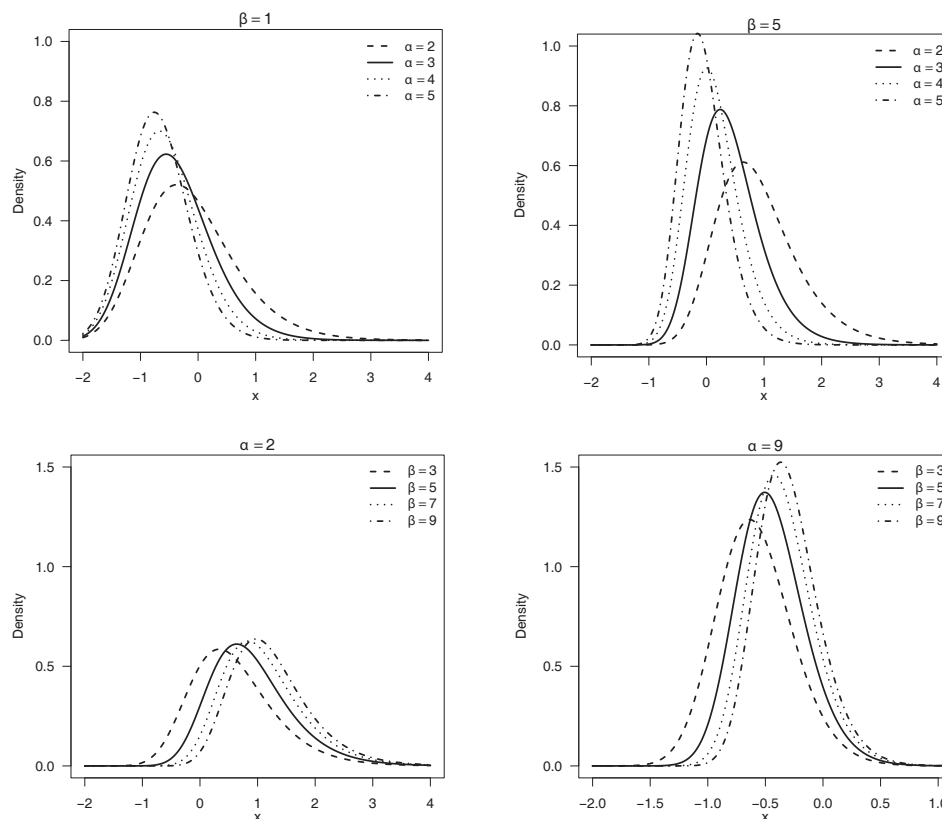 β = 1
1.0
0.8
0.6
0.4
0.2
0.0
Density
α = 2
α = 3
α = 4
α = 5
−2 −1 0 1 2 3 4
x
β = 5
1.0
0.8
0.6
0.4
0.2
0.0
Density
α = 2
α = 3
α = 4
α = 5
−2 −1 0 1 2 3 4
x
α = 2
1.5
1.0
0.5
0.0
Density
β = 3
β = 5
β = 7
β = 9
−2 −1 0 1 2 3 4
x
α = 9
1.5
1.0
0.5
0.0
Density
β = 3
β = 5
β = 7
β = 9
−2.0 −1.5 −1.0 −0.5 0.0 0.5 1.0
x